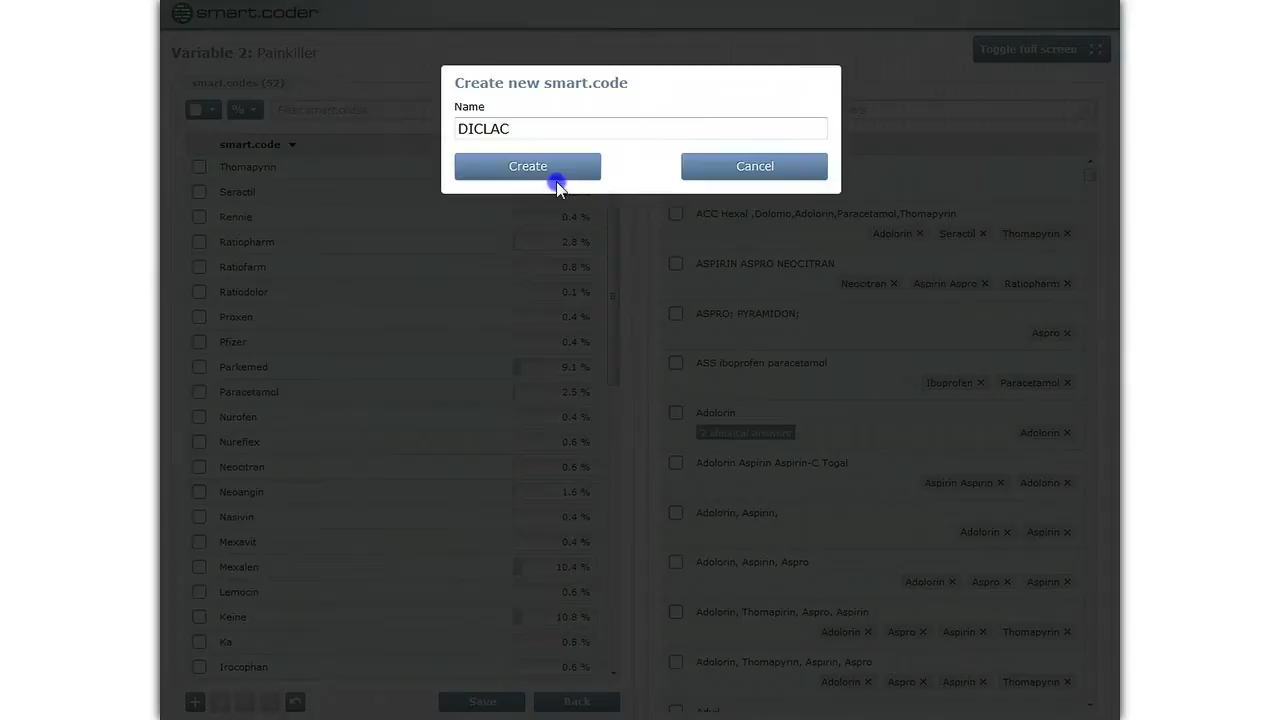 smart.coder
Variable 2: Painkiller
Toggle full screen
smart.codes (52)
%
Filter smart.codes
Create new smart.code
Name
DICLAC
Create
Cancel
smart.code
Thomapyrin
Seractil
Rennie 0.4 %
Ratiopharm 2.8 %
Ratiofarm 0.8 %
Ratiodolor 0.1 %
Proxen 0.4 %
Pfizer 0.4 %
Parkemed 9.1 %
Paracetamol 2.5 %
Nurofen 0.4 %
Nureflex 0.6 %
Neocitran 0.6 %
Neoangin 1.6 %
Nasivin 0.4 %
Mexavit 0.4 %
Mexalen 10.4 %
Lemocin 0.6 %
Keine 10.8 %
Ka 0.6 %
Irocophan 0.6 %
Save
Back
ACC Hexal ,Dolomo,Adolorin,Paracetamol,Thomapyrin
Adolorin Seractil Thomapyrin
ASPIRIN ASPRO NEOCITRAN
Neocitran Aspirin Aspro Ratiopharm
ASPRO; PYRAMIDON;
Aspro
ASS ibuprofen paracetamol
Ibuprofen Paracetamol
Adolorin
2 identical answers
Adolorin
Adolorin Aspirin Aspirin-C Togal
Aspirin Aspirin Adolorin
Adolorin, Aspirin,
Adolorin Aspirin
Adolorin, Aspirin, Aspro
Adolorin Aspro Aspirin
Adolorin, Thomapirin, Aspro, Aspirin
Adolorin Aspro Aspirin Thomapyrin
Adolorin, Thomapyrin, Aspirin, Aspro
Adolorin Aspro Aspirin Thomapyrin